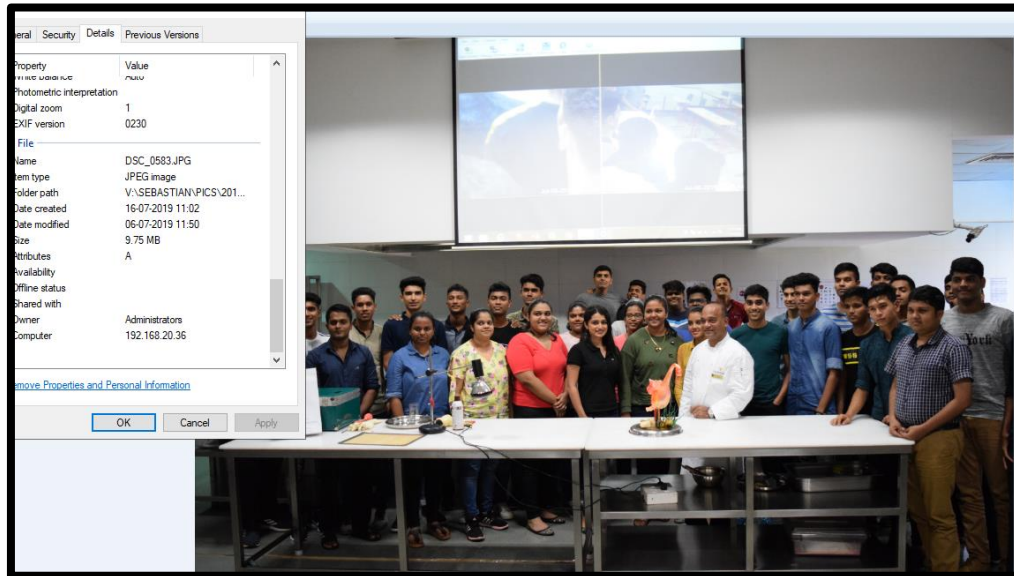 eral Security Details Previous Versions
Property Value
White balance Auto
Photometric interpretation
Digital zoom 1
EXIF version 0230
File
Name DSC_0583.JPG
tem type JPEG image
Folder path V:\SEBASTIAN\PICS\201...
Date created 16-07-2019 11:02
Date modified 06-07-2019 11:50
Size 9.75 MB
Attributes A
Availability
Offline status
Shared with
Owner Administrators
Computer 192.168.20.36
emove Properties and Personal Information
OK Cancel Apply
York